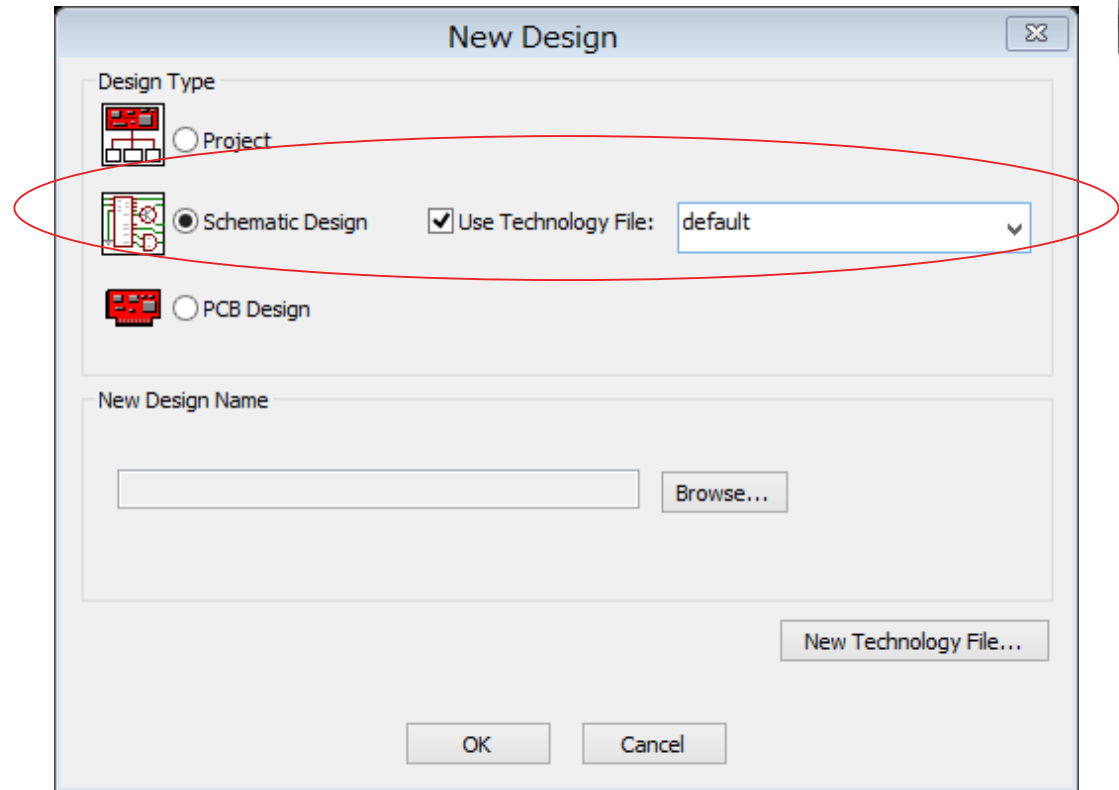 New Design
Design Type
Project
Schematic Design Use Technology File: default
PCB Design
New Design Name
Browse...
New Technology File...
OK Cancel